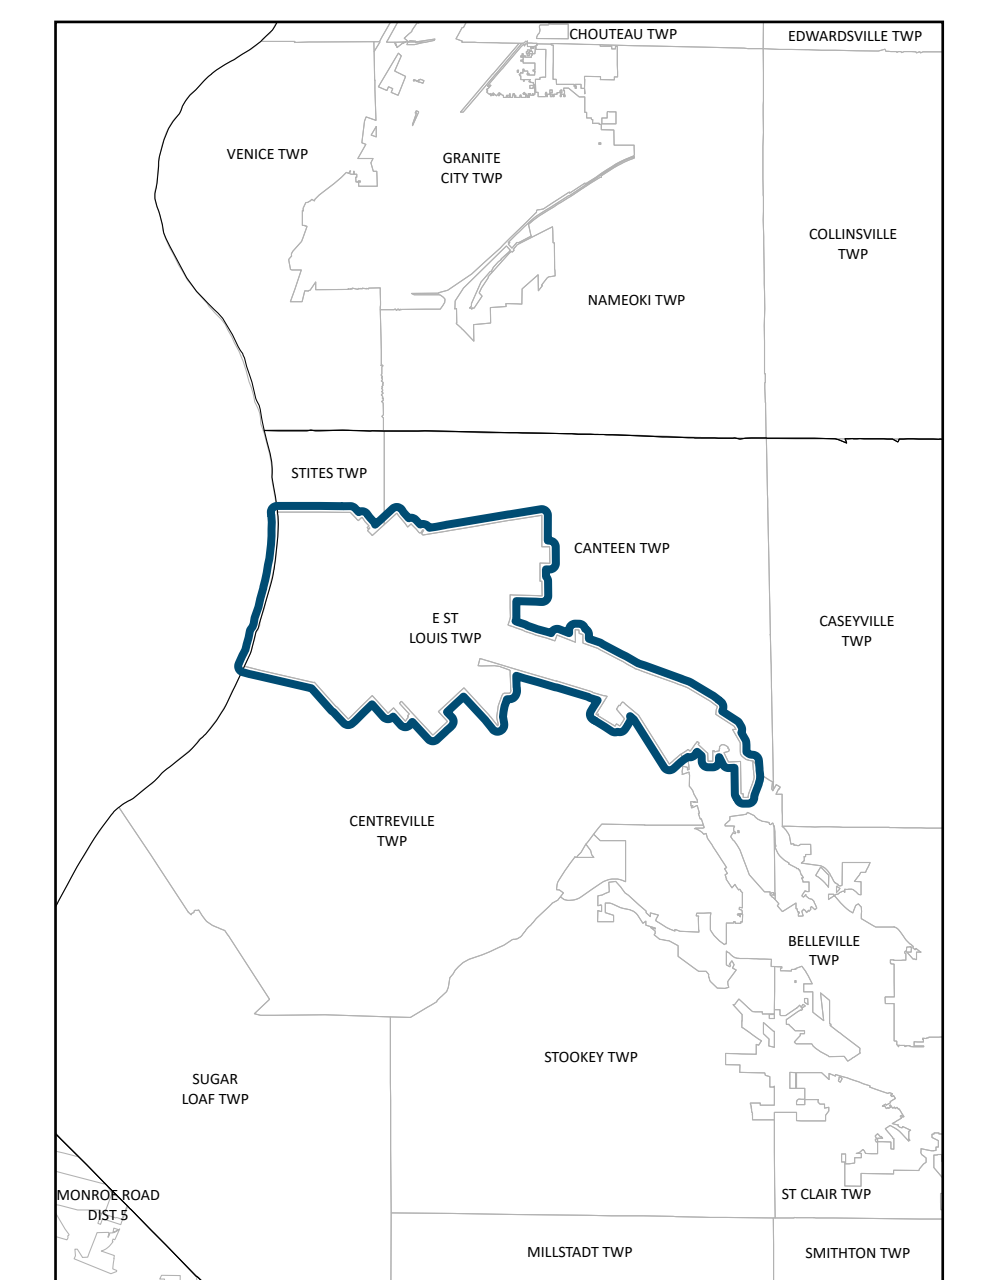 CHOUTEAU TWP
EDWARDSVILLE TWP
VENICE TWP
GRANITE
CITY TWP
COLLINSVILLE
TWP
NAMEOKI TWP
STITES TWP
CANTEEN TWP
E ST
LOUIS TWP
CASEYVILLE
TWP
CENTREVILLE
TWP
BELLEVILLE
TWP
STOOKEY TWP
SUGAR
LOAF TWP
MONROE ROAD
DIST 5
ST CLAIR TWP
MILLSTADT TWP
SMITHTON TWP